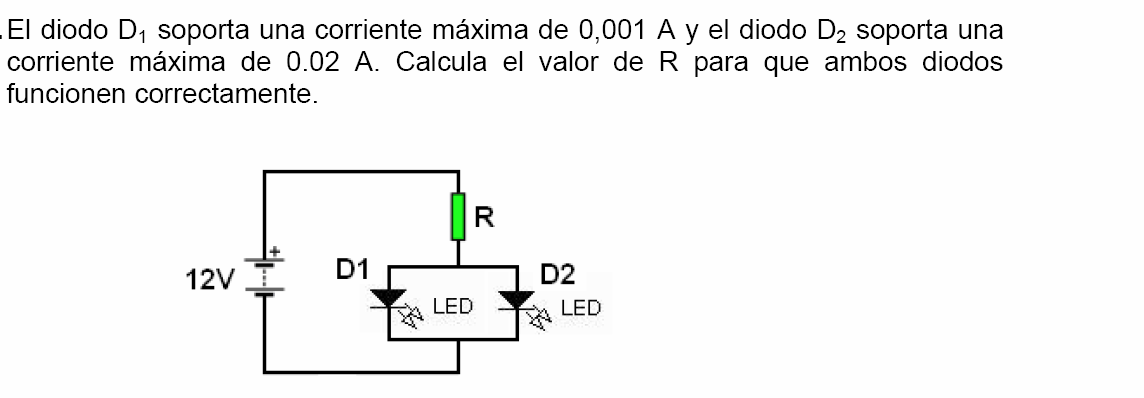 .El diodo D₁ soporta una corriente máxima de 0,001 A y el diodo D₂ soporta una
corriente máxima de 0.02 A. Calcula el valor de R para que ambos diodos
funcionen correctamente.
R
+
12V
D1
D2
LED
LED